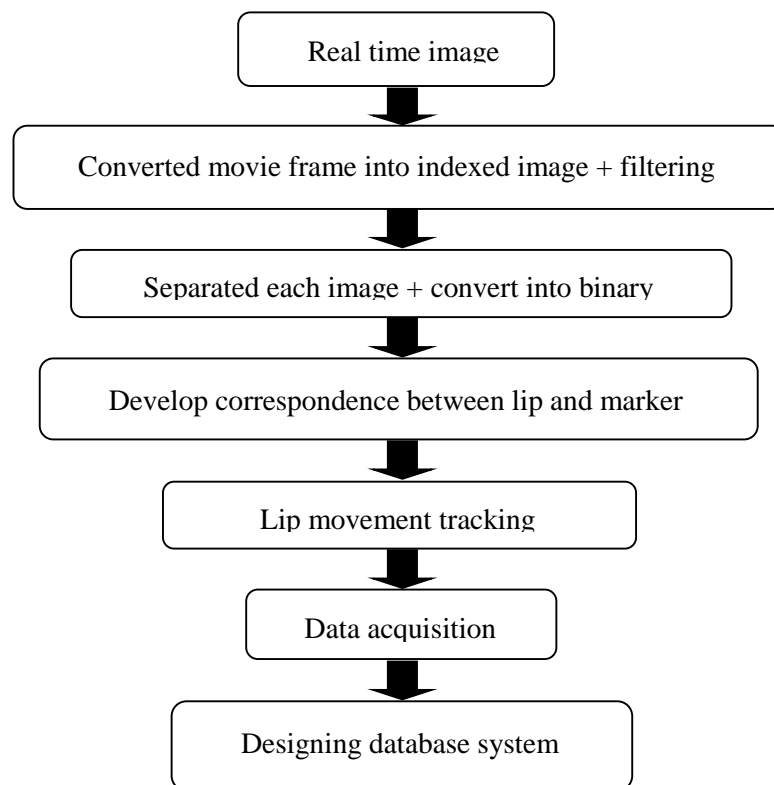 Real time image
Converted movie frame into indexed image + filtering
Separated each image + convert into binary
Develop correspondence between lip and marker
Lip movement tracking
Data acquisition
Designing database system